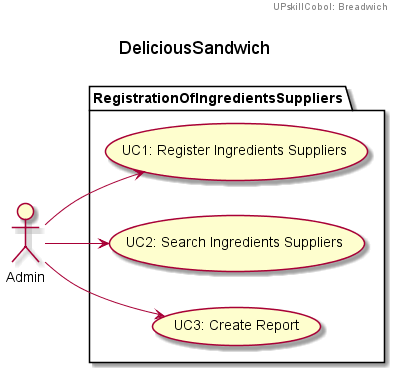 UPskillCobol: Breadwich
DeliciousSandwich
RegistrationOfIngredientsSuppliers
UC1: Register Ingredients Suppliers
UC2: Search Ingredients Suppliers
Admin
UC3: Create Report